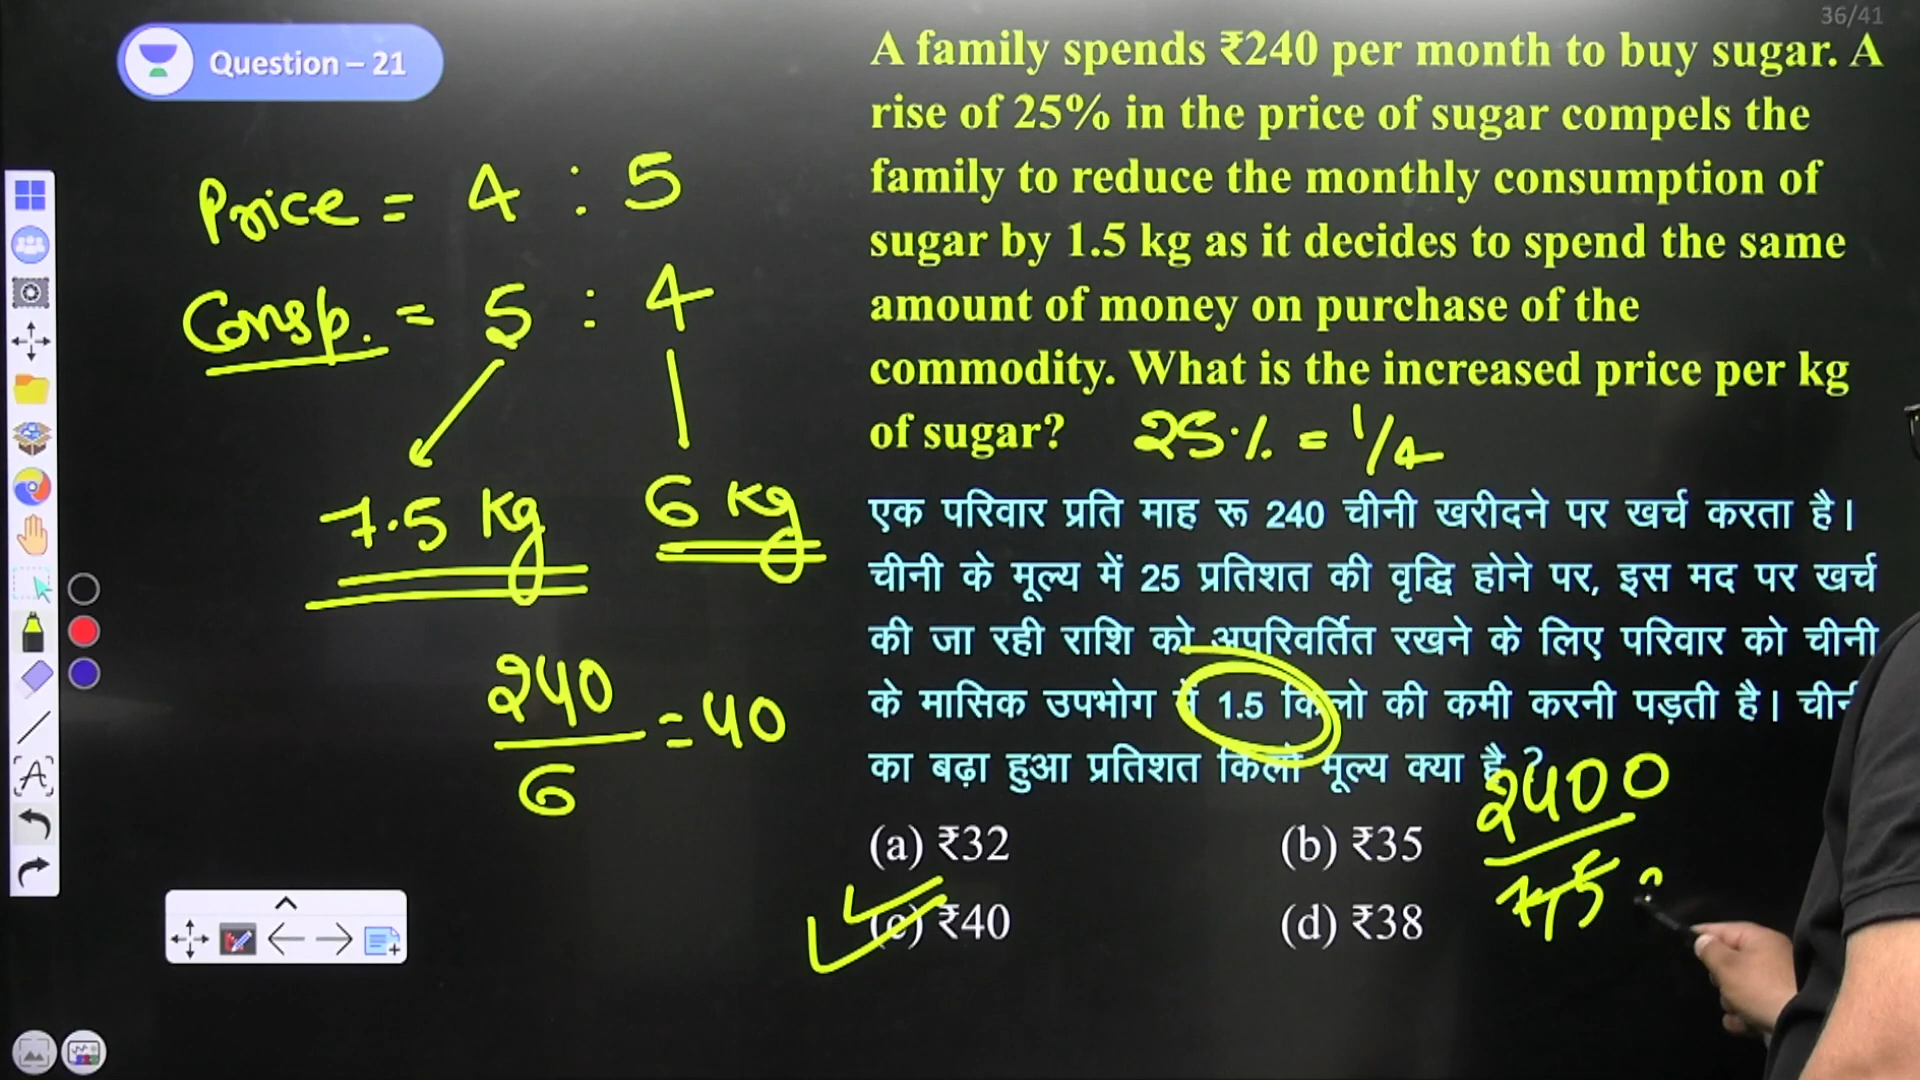 36/41
Question – 21
A family spends ₹240 per month to buy sugar. A
rise of 25% in the price of sugar compels the
family to reduce the monthly consumption of
sugar by 1.5 kg as it decides to spend the same
amount of money on purchase of the
commodity. What is the increased price per kg
of sugar? 25% = 1/4
एक परिवार प्रति माह रू 240 चीनी खरीदने पर खर्च करता है।
चीनी के मूल्य में 25 प्रतिशत की वृद्धि होने पर, इस मद पर खर्च
की जा रही राशि को अपरिवर्तित रखने के लिए परिवार को चीनी
के मासिक उपभोग में 1.5 किलो की कमी करनी पड़ती है। चीनी
का बढ़ा हुआ प्रतिशत किलो मूल्य क्या है ?
(a) ₹32 (b) ₹35
(c) ₹40 (d) ₹38
Price = 4 : 5
Consp. = 5 : 4
7.5 kg 6 kg
240
6
= 40
2400
75